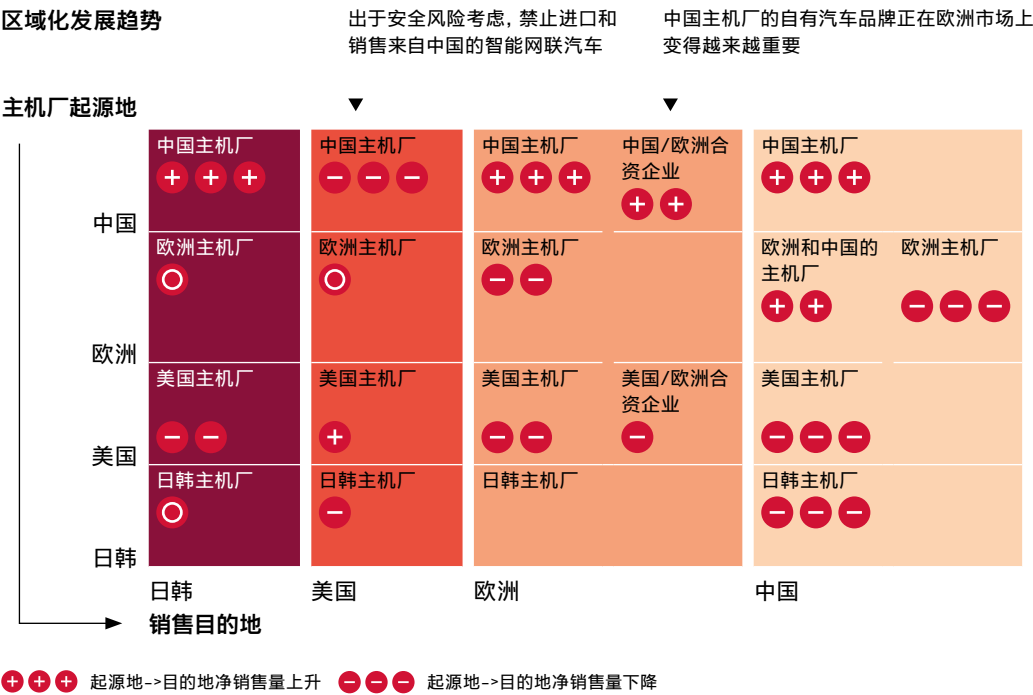 区域化发展趋势
出于安全风险考虑, 禁止进口和
销售来自中国的智能网联汽车
中国主机厂的自有汽车品牌正在欧洲市场上
变得越来越重要
主机厂起源地
中国
中国主机厂
中国主机厂
中国主机厂
中国/欧洲合
资企业
中国主机厂
欧洲
欧洲主机厂
欧洲主机厂
欧洲主机厂
欧洲和中国的
主机厂
欧洲主机厂
美国
美国主机厂
美国主机厂
美国主机厂
美国/欧洲合
资企业
美国主机厂
日韩
日韩主机厂
日韩主机厂
日韩主机厂
日韩主机厂
日韩
美国
欧洲
中国
销售目的地
起源地->目的地净销售量上升
起源地->目的地净销售量下降